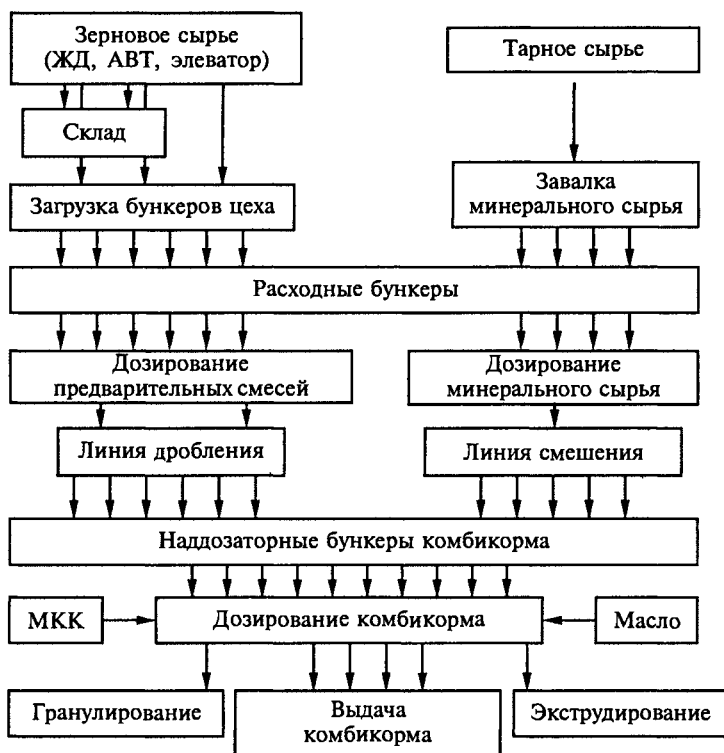 Зерновое сырье
(ЖД, АВТ, элеватор)
Тарное сырье
Склад
Загрузка бункеров цеха
Завалка
минерального сырья
Расходные бункеры
Дозирование
предварительных смесей
Дозирование
минерального сырья
Линия дробления
Линия смешения
Наддозаторные бункеры комбикорма
МКК
Дозирование комбикорма
Масло
Гранулирование
Выдача
комбикорма
Экструдирование